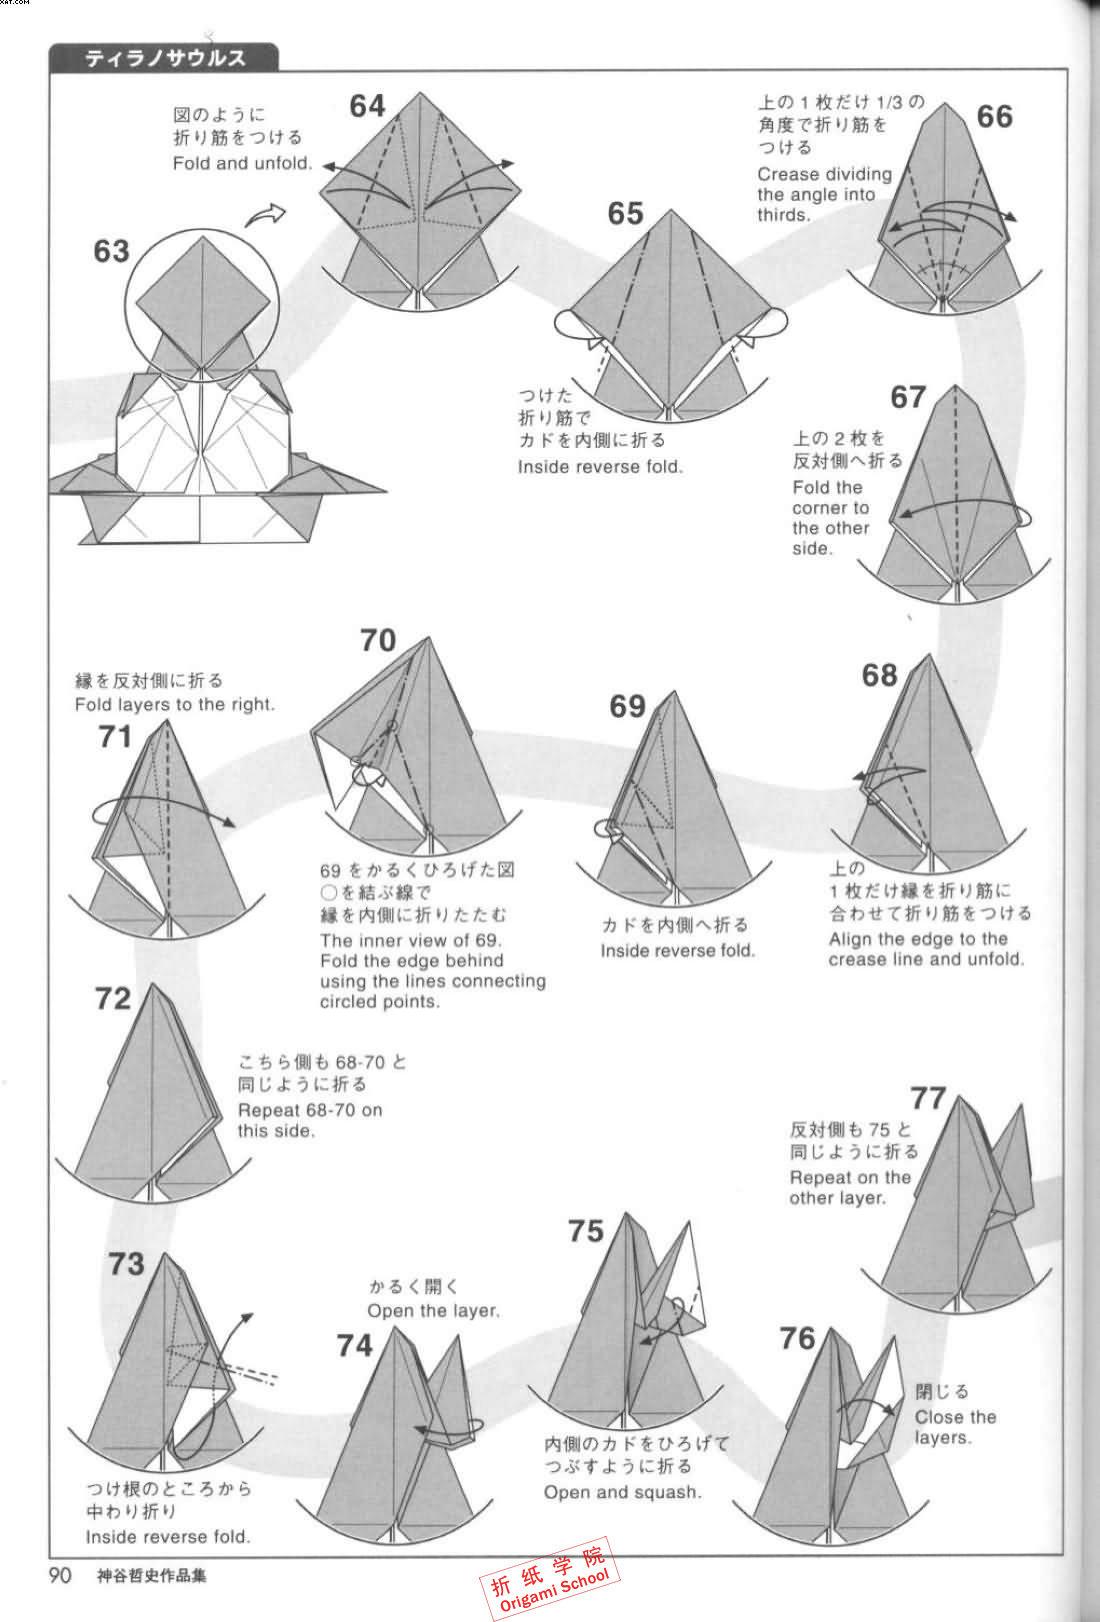 XAT.COM
ティラノサウルス
63
図のように
折り筋をつける
Fold and unfold.
64
65
つけた
折り筋で
カドを内側に折る
Inside reverse fold.
上の1枚だけ 1/3 の
角度で折り筋を
つける
Crease dividing
the angle into
thirds.
66
67
上の2枚を
反対側へ折る
Fold the
corner to
the other
side.
68
上の
1枚だけ縁を折り筋に
合わせて折り筋をつける
Align the edge to the
crease line and unfold.
69
カドを内側へ折る
Inside reverse fold.
70
69 をかるくひろげた図
○を結ぶ線で
縁を内側に折りたたむ
The inner view of 69.
Fold the edge behind
using the lines connecting
circled points.
縁を反対側に折る
Fold layers to the right.
71
72
こちら側も 68-70 と
同じように折る
Repeat 68-70 on
this side.
73
つけ根のところから
中わり折り
Inside reverse fold.
かるく開く
Open the layer.
74
75
内側のカドをひろげて
つぶすように折る
Open and squash.
76
閉じる
Close the
layers.
77
反対側も 75 と
同じように折る
Repeat on the
other layer.
90 神谷哲史作品集
折纸学院
Origami School